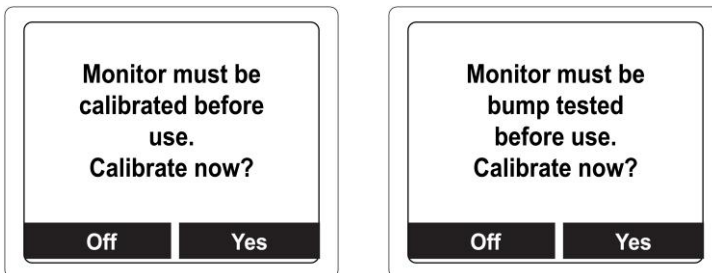 Monitor must be
calibrated before
use.
Calibrate now?
Off Yes
Monitor must be
bump tested
before use.
Calibrate now?
Off Yes